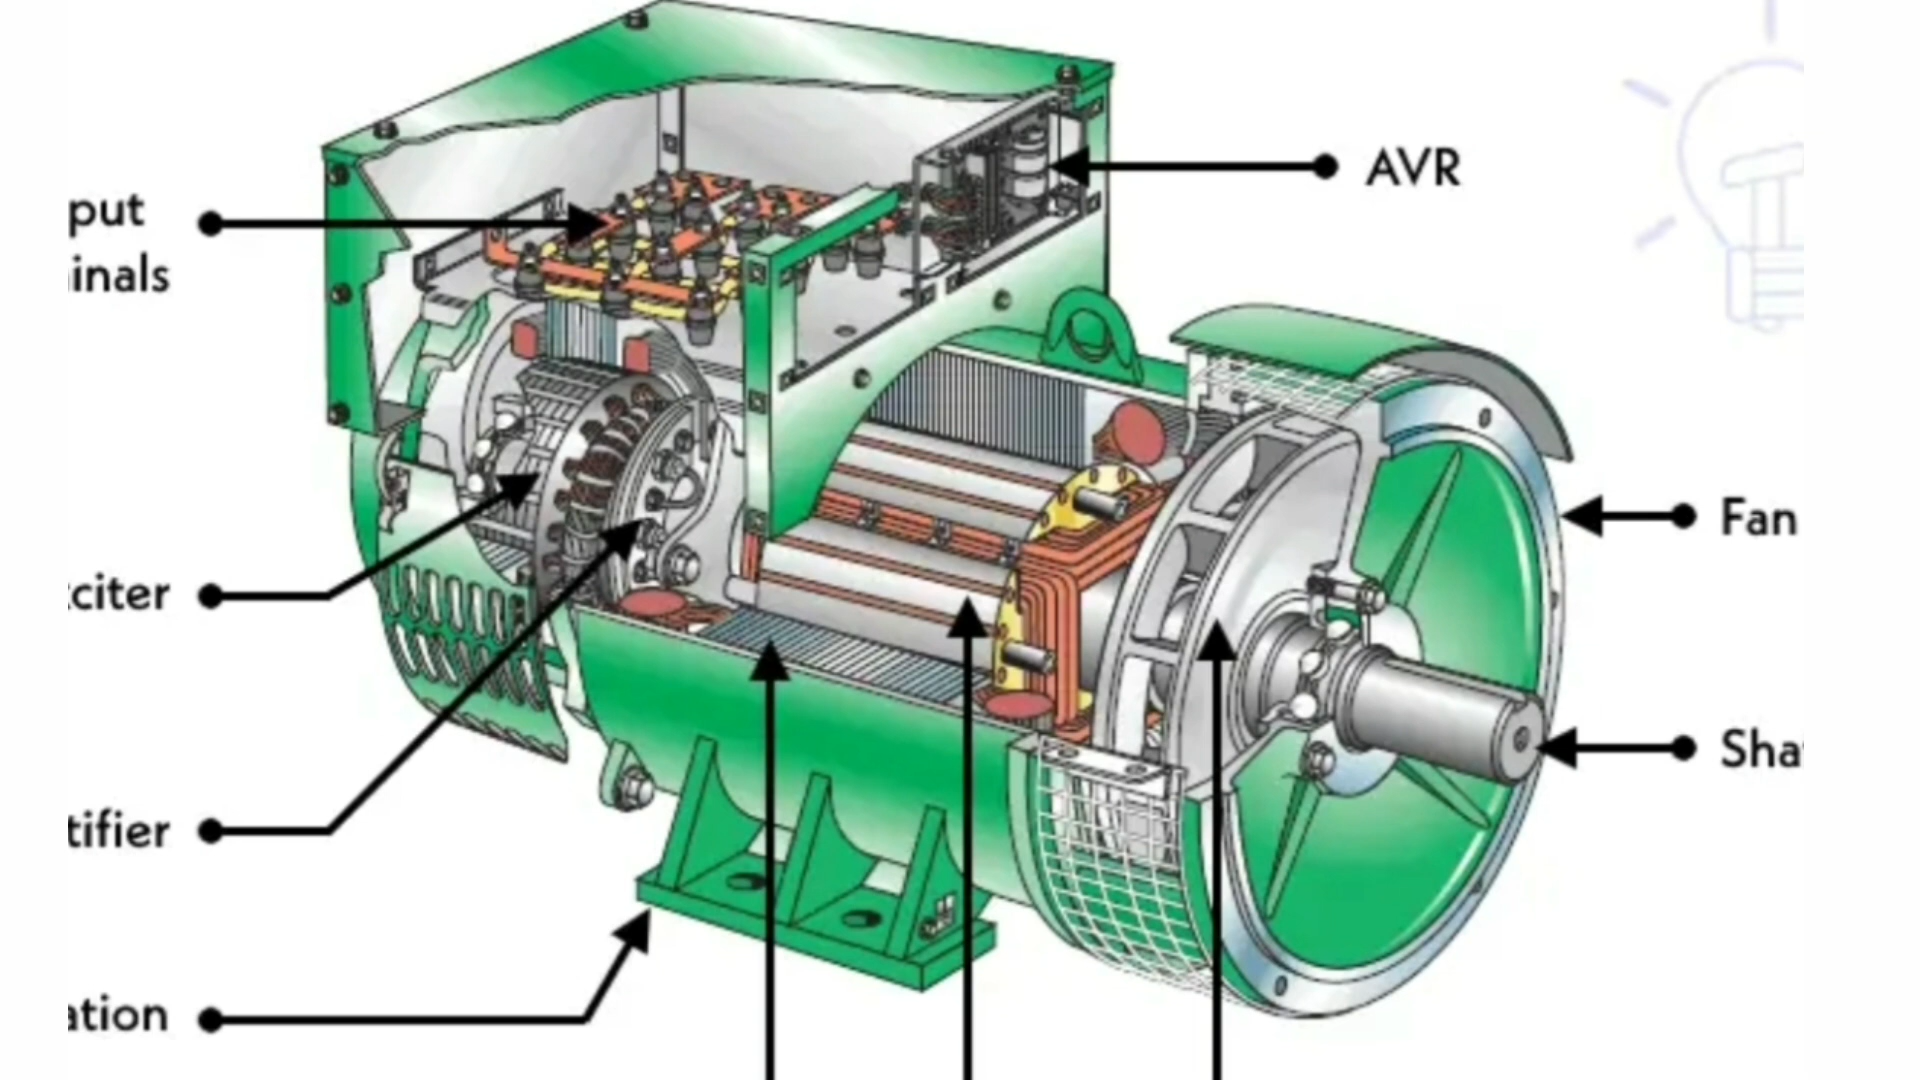 AVR
put
inals
Fan
citer
Sha
tifier
ation